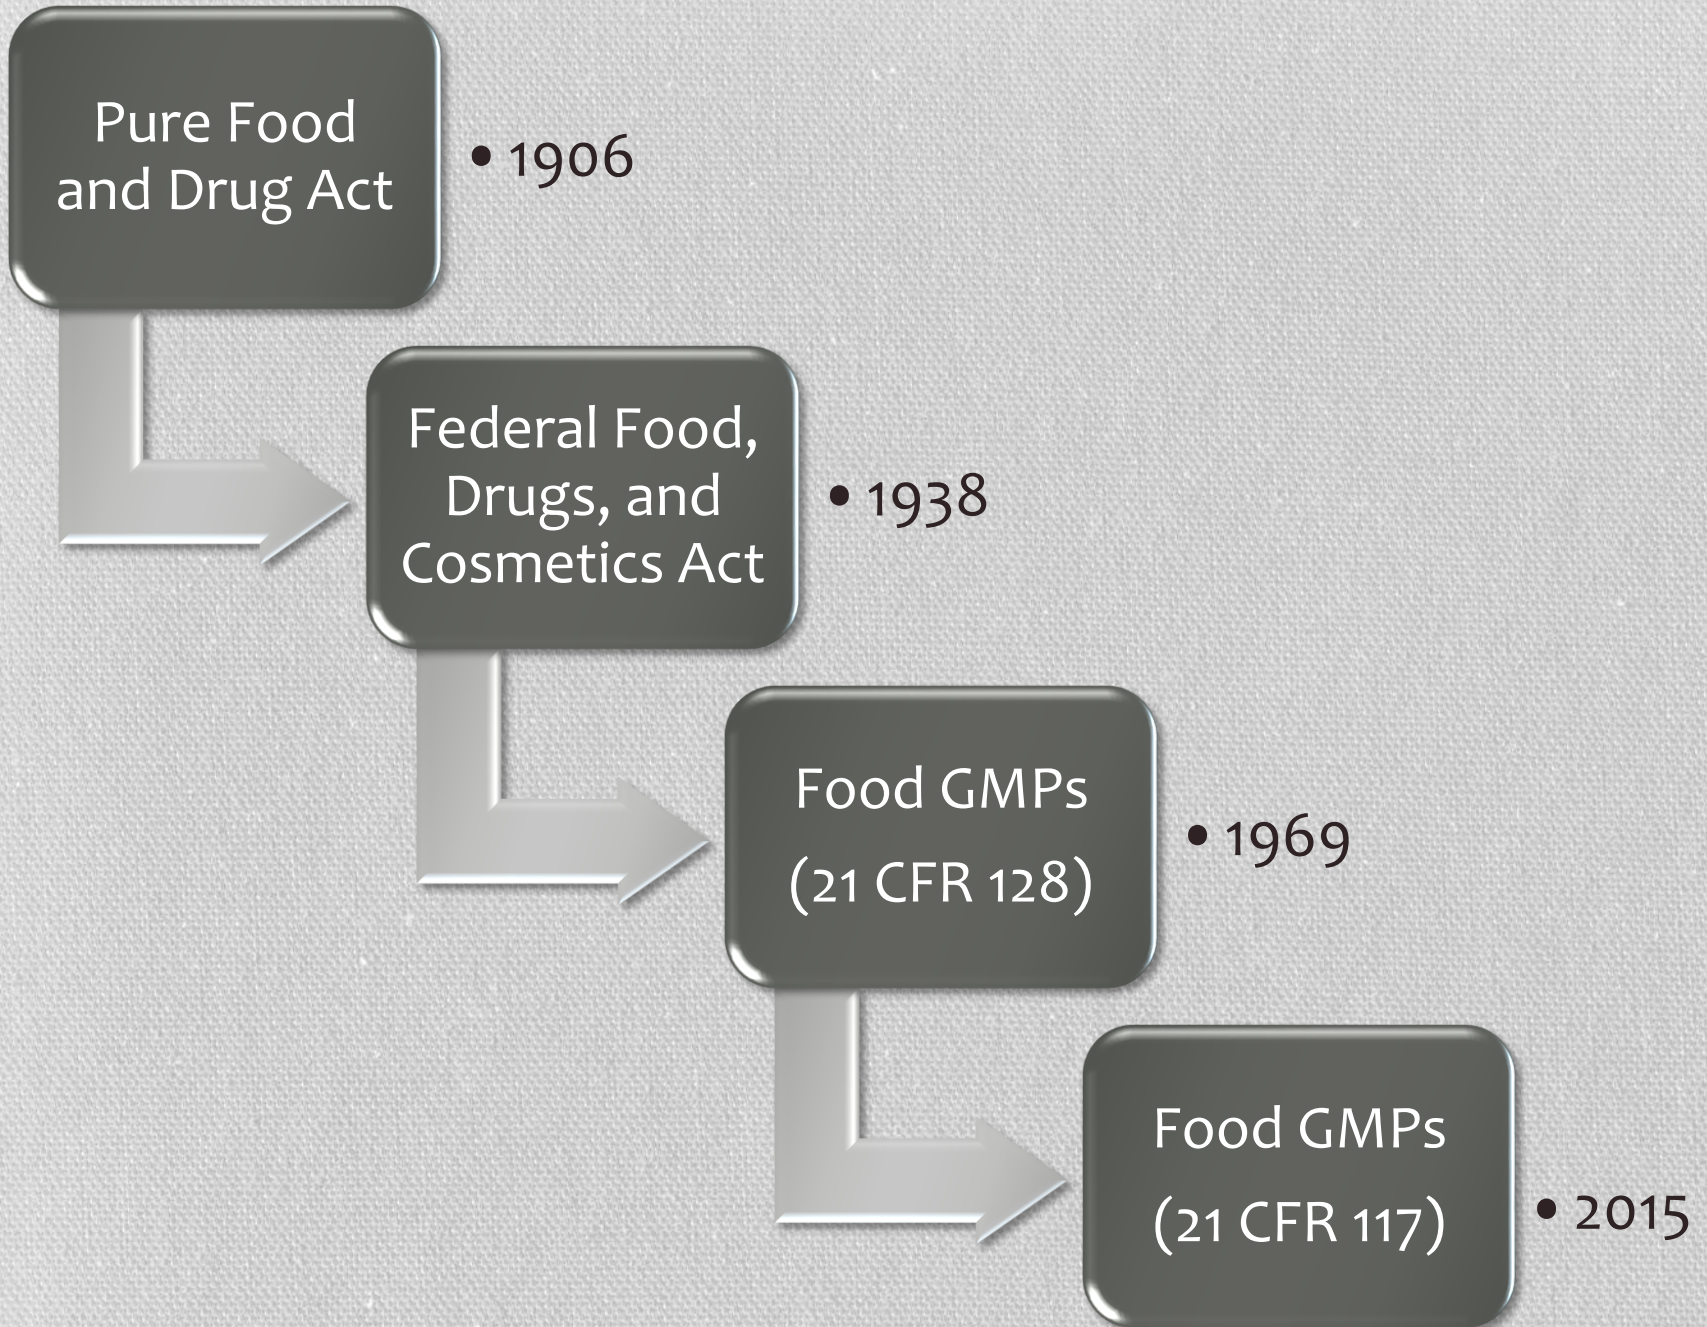 Pure Food
and Drug Act
• 1906
Federal Food,
Drugs, and
Cosmetics Act
• 1938
Food GMPs
(21 CFR 128)
• 1969
Food GMPs
(21 CFR 117)
• 2015